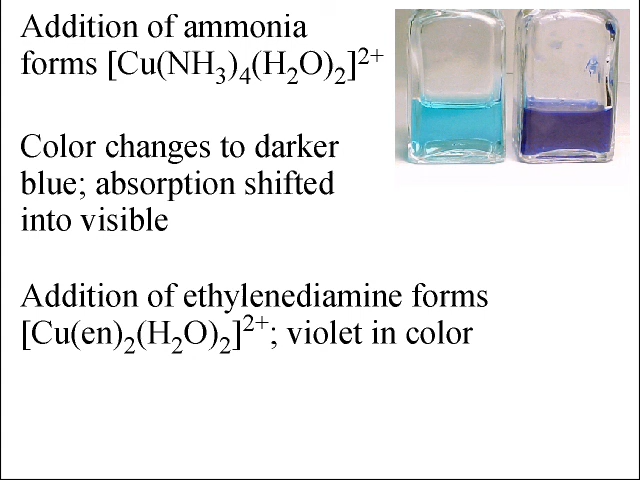 Addition of ammonia
forms [Cu(NH₃)₄(H₂O)₂]²⁺
Color changes to darker
blue; absorption shifted
into visible
Addition of ethylenediamine forms
[Cu(en)₂(H₂O)₂]²⁺; violet in color